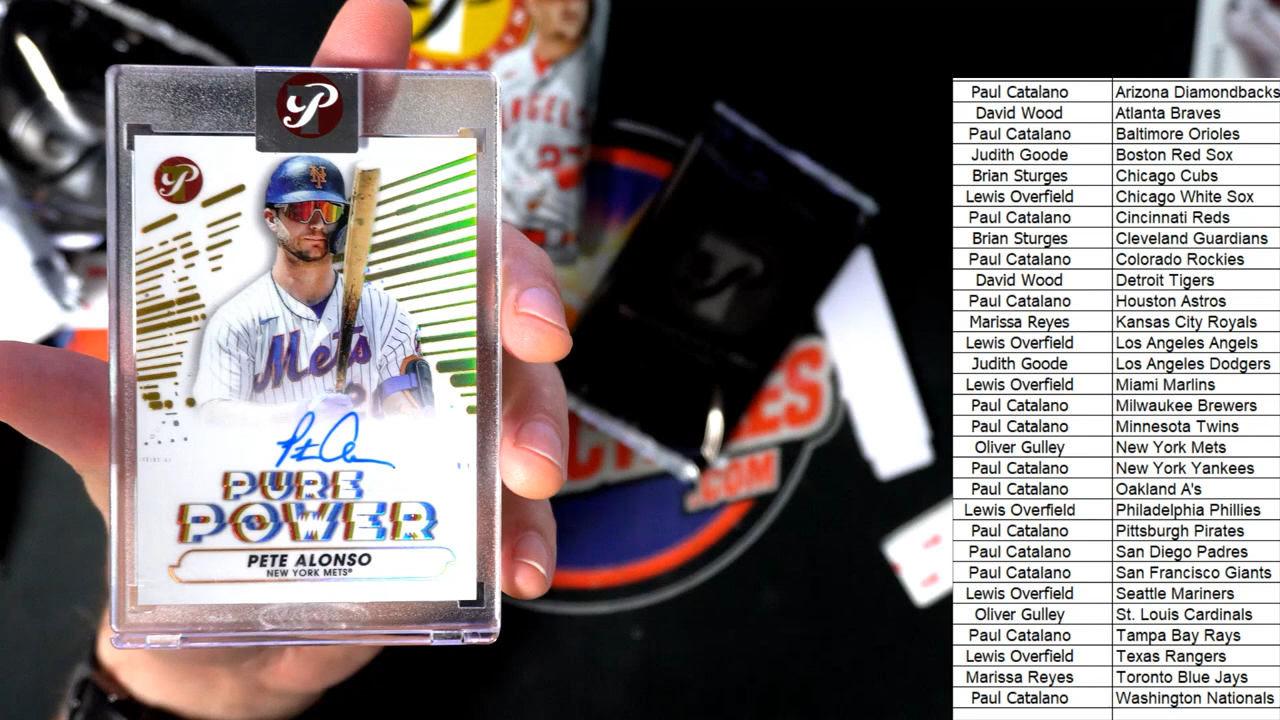 P
P
NY
Mets
ANGELS
27
PURE
POWER
PETE ALONSO
NEW YORK METS®
ES
.COM
Paul Catalano Arizona Diamondbacks
David Wood Atlanta Braves
Paul Catalano Baltimore Orioles
Judith Goode Boston Red Sox
Brian Sturges Chicago Cubs
Lewis Overfield Chicago White Sox
Paul Catalano Cincinnati Reds
Brian Sturges Cleveland Guardians
Paul Catalano Colorado Rockies
David Wood Detroit Tigers
Paul Catalano Houston Astros
Marissa Reyes Kansas City Royals
Lewis Overfield Los Angeles Angels
Judith Goode Los Angeles Dodgers
Lewis Overfield Miami Marlins
Paul Catalano Milwaukee Brewers
Paul Catalano Minnesota Twins
Oliver Gulley New York Mets
Paul Catalano New York Yankees
Paul Catalano Oakland A's
Lewis Overfield Philadelphia Phillies
Paul Catalano Pittsburgh Pirates
Paul Catalano San Diego Padres
Paul Catalano San Francisco Giants
Lewis Overfield Seattle Mariners
Oliver Gulley St. Louis Cardinals
Paul Catalano Tampa Bay Rays
Lewis Overfield Texas Rangers
Marissa Reyes Toronto Blue Jays
Paul Catalano Washington Nationals